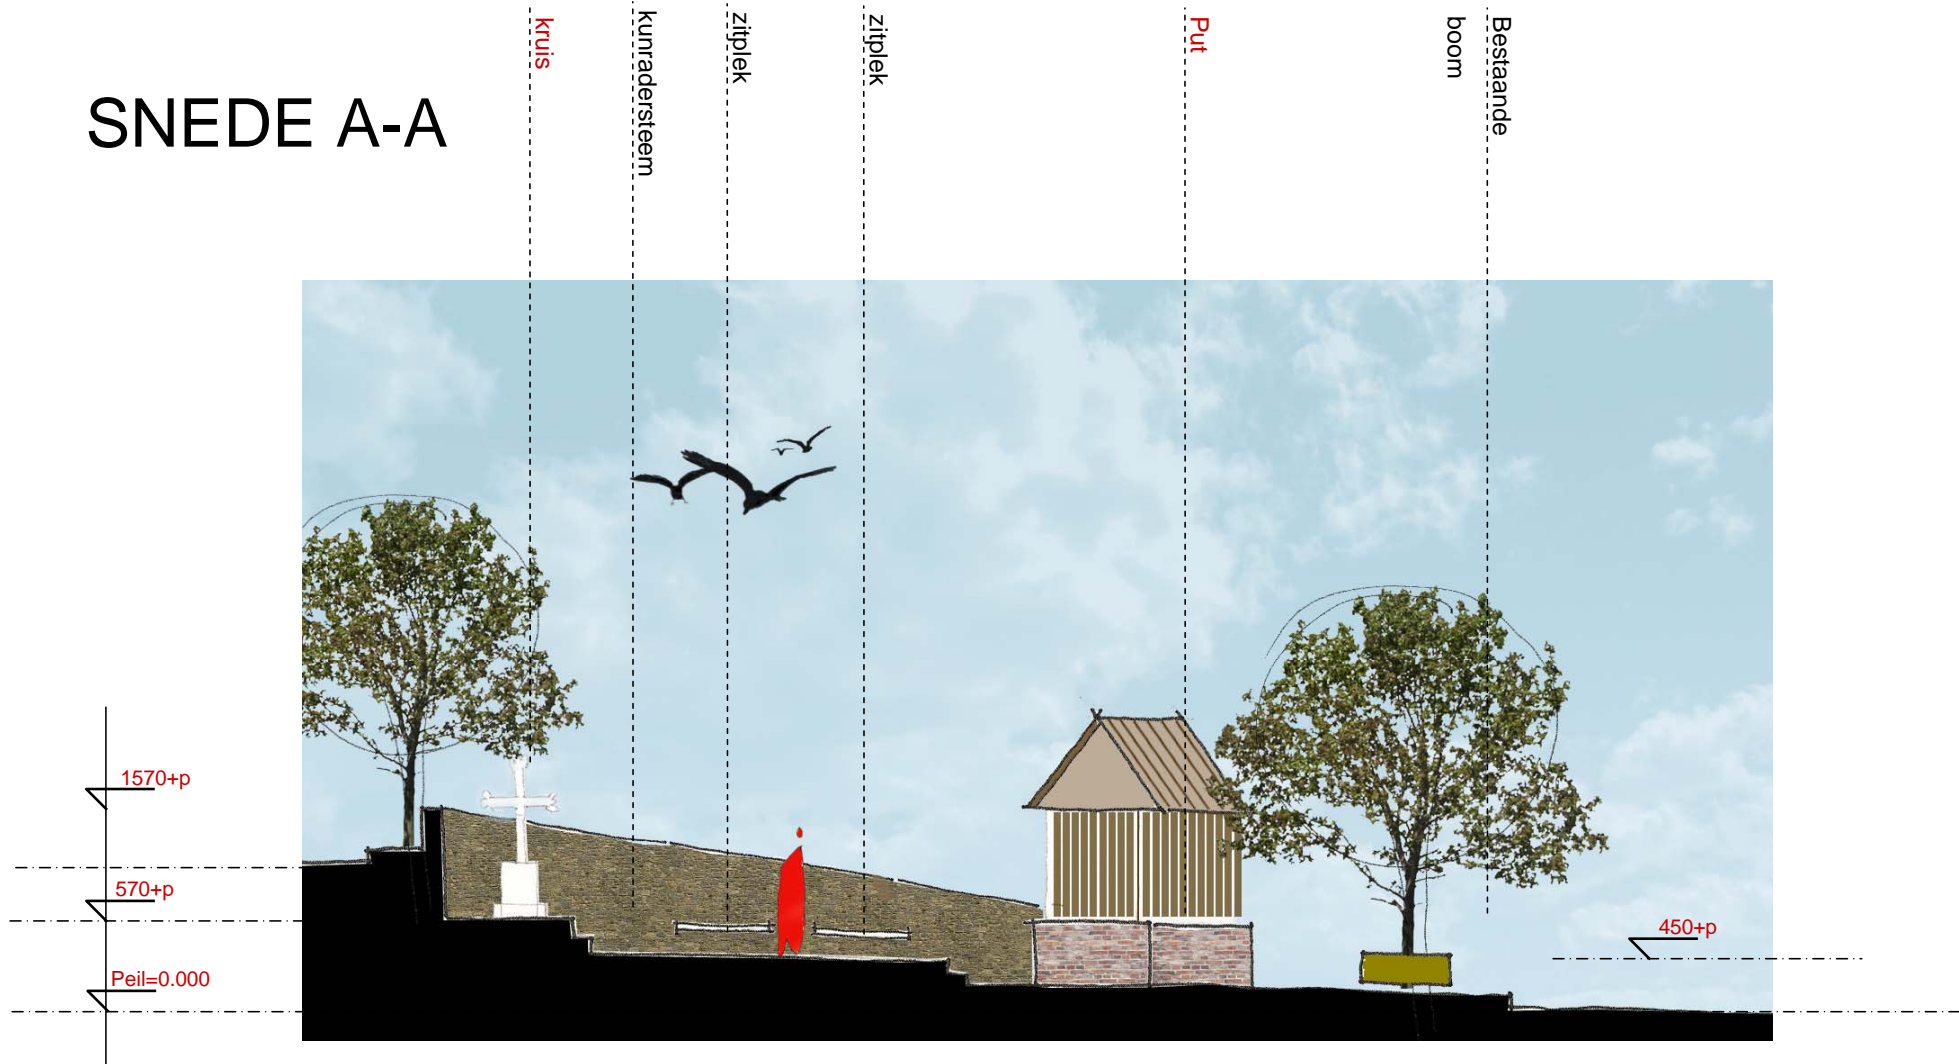 kruis
kunradersteem
zitplek
zitplek
Put
Bestaande
boom
SNEDE A-A
1570+p
570+p
450+p
Peil=0.000